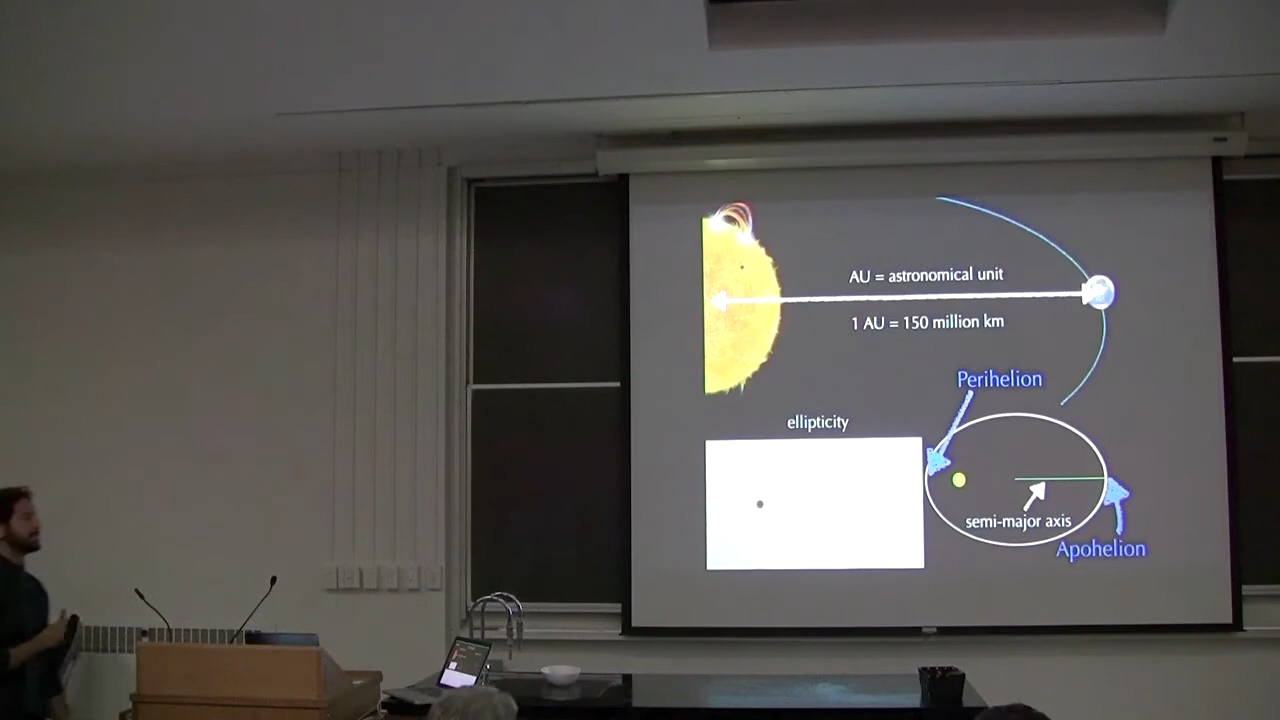 AU = astronomical unit
1 AU = 150 million km
Perihelion
ellipticity
semi-major axis
Apohelion